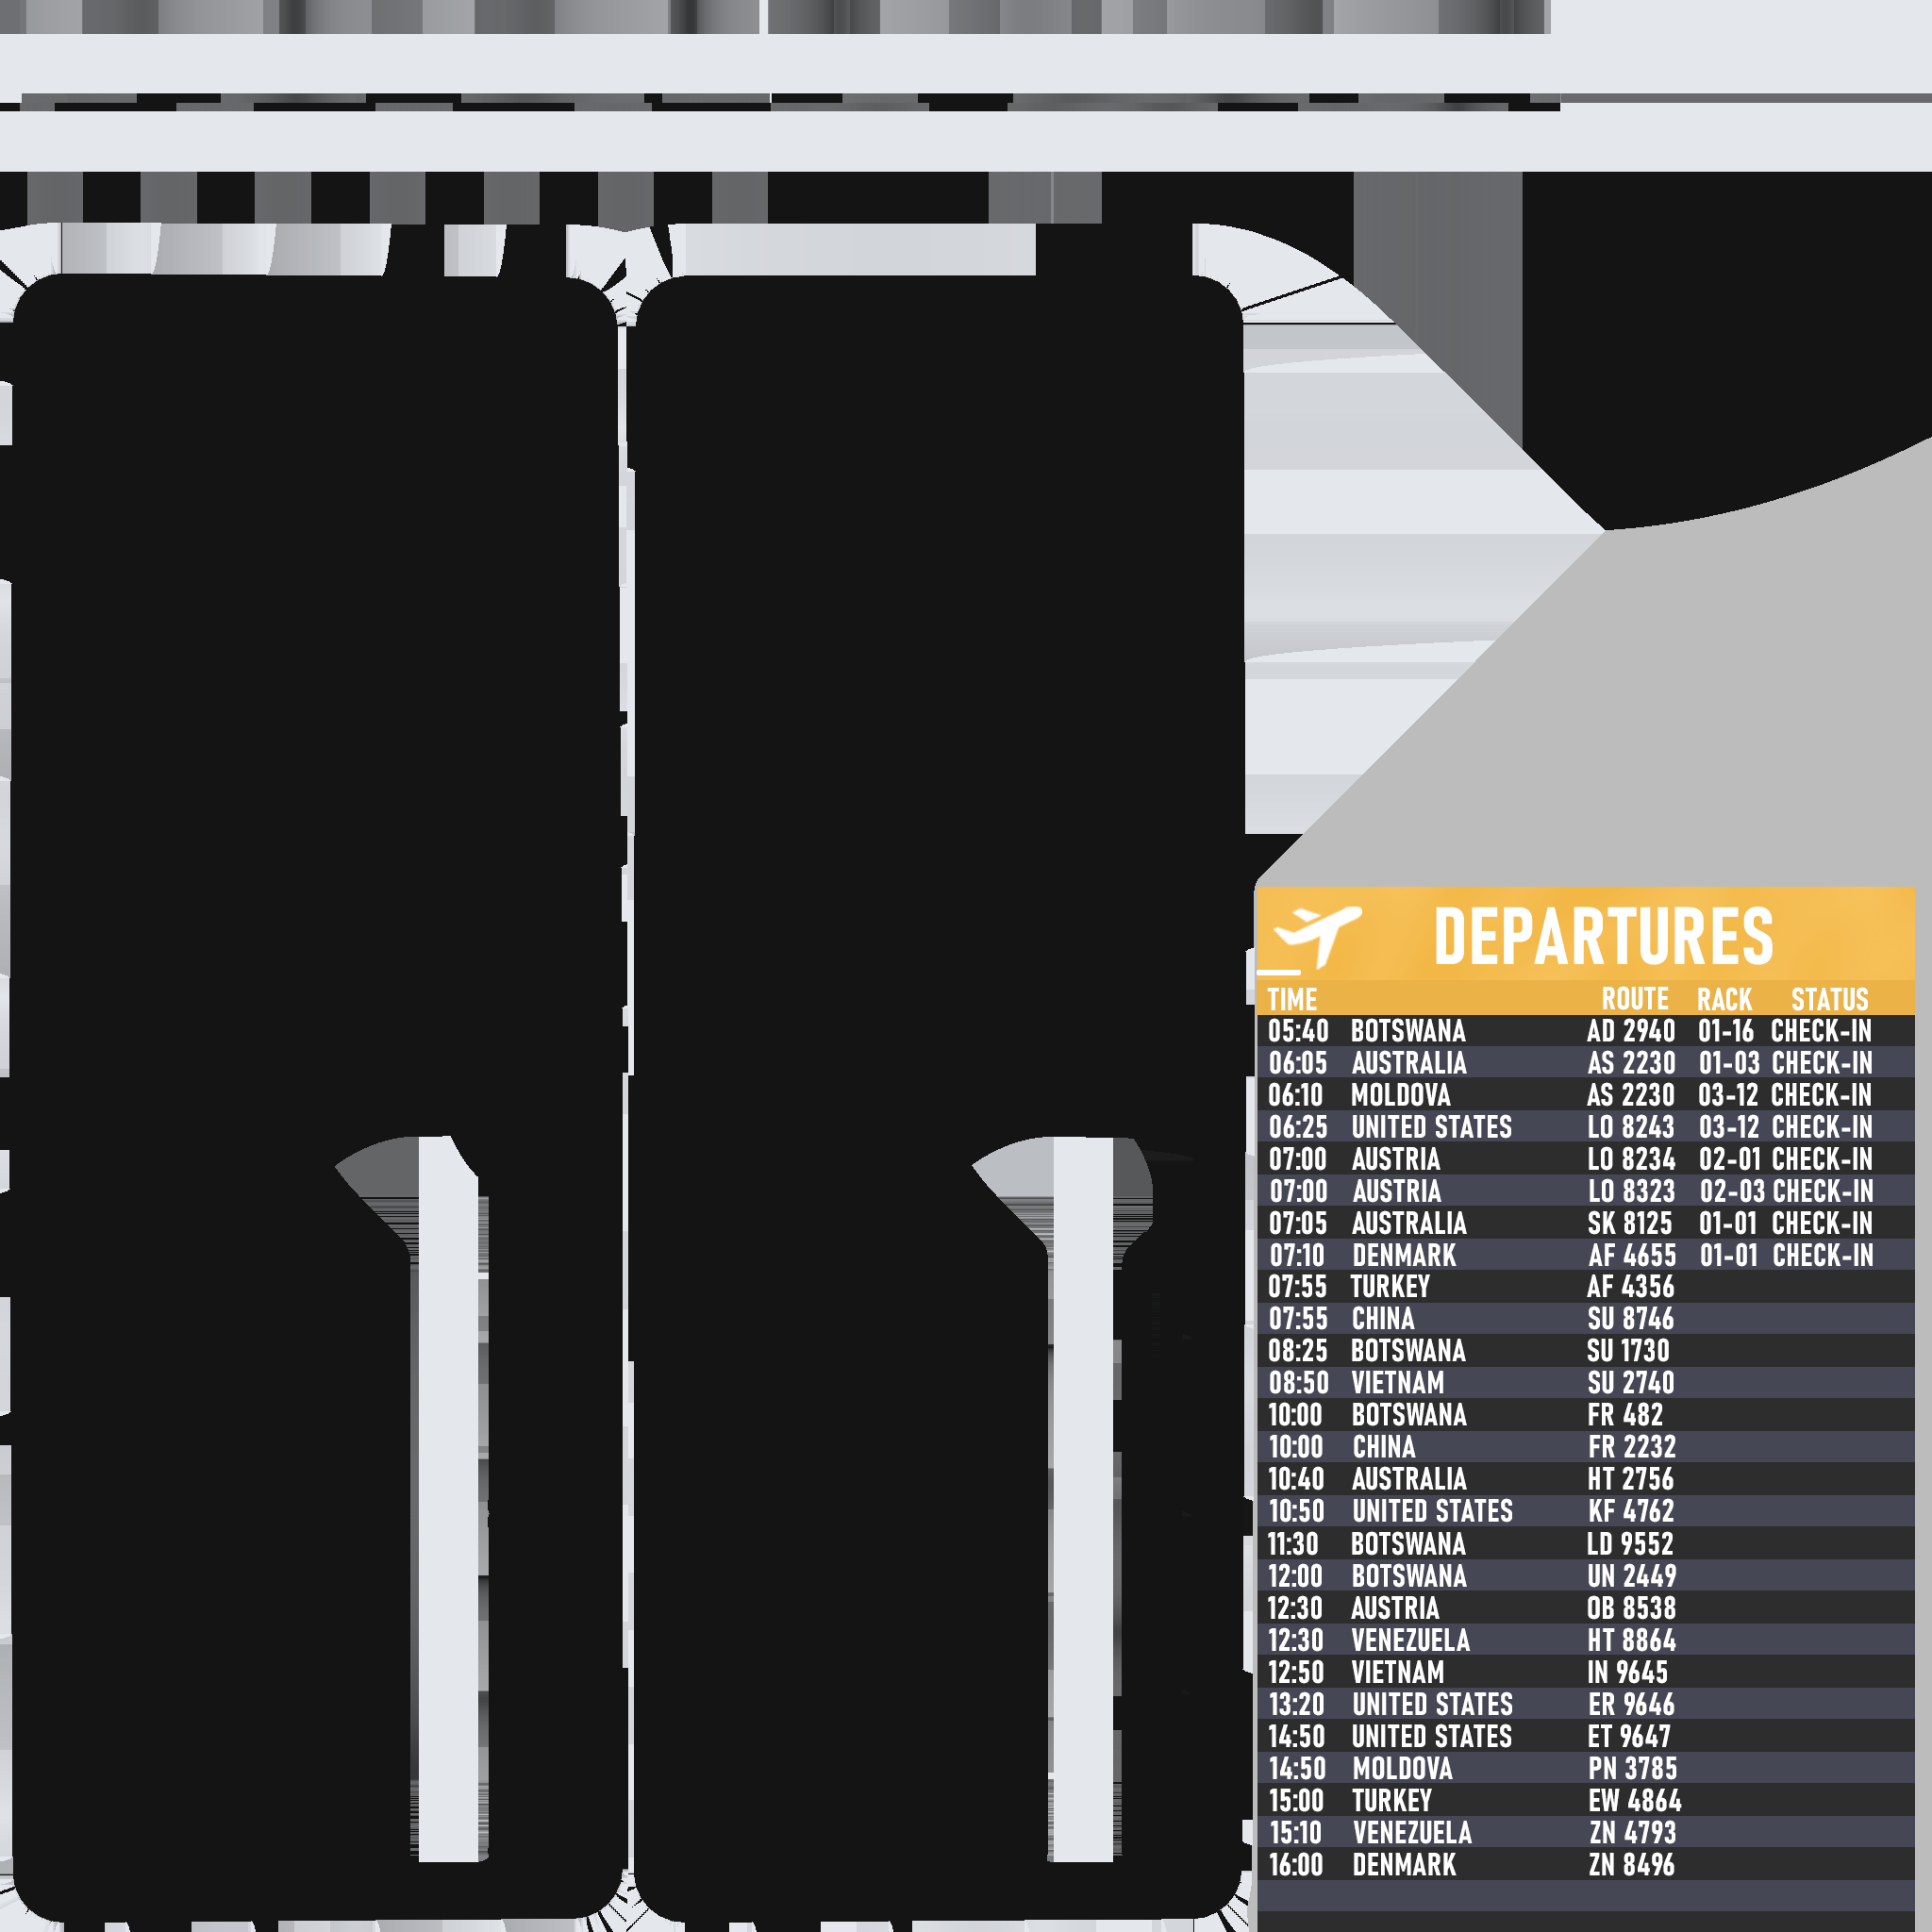 DEPARTURES
TIME ROUTE RACK STATUS
05:40 BOTSWANA AD 2940 01-16 CHECK-IN
06:05 AUSTRALIA AS 2230 01-03 CHECK-IN
06:10 MOLDOVA AS 2230 03-12 CHECK-IN
06:25 UNITED STATES LO 8243 03-12 CHECK-IN
07:00 AUSTRIA LO 8234 02-01 CHECK-IN
07:00 AUSTRIA LO 8323 02-03 CHECK-IN
07:05 AUSTRALIA SK 8125 01-01 CHECK-IN
07:10 DENMARK AF 4655 01-01 CHECK-IN
07:55 TURKEY AF 4356
07:55 CHINA SU 8746
08:25 BOTSWANA SU 1730
08:50 VIETNAM SU 2740
10:00 BOTSWANA FR 482
10:00 CHINA FR 2232
10:40 AUSTRALIA HT 2756
10:50 UNITED STATES KF 4762
11:30 BOTSWANA LD 9552
12:00 BOTSWANA UN 2449
12:30 AUSTRIA OB 8538
12:30 VENEZUELA HT 8864
12:50 VIETNAM IN 9645
13:20 UNITED STATES ER 9646
14:50 UNITED STATES ET 9647
14:50 MOLDOVA PN 3785
15:00 TURKEY EW 4864
15:10 VENEZUELA ZN 4793
16:00 DENMARK ZN 8496